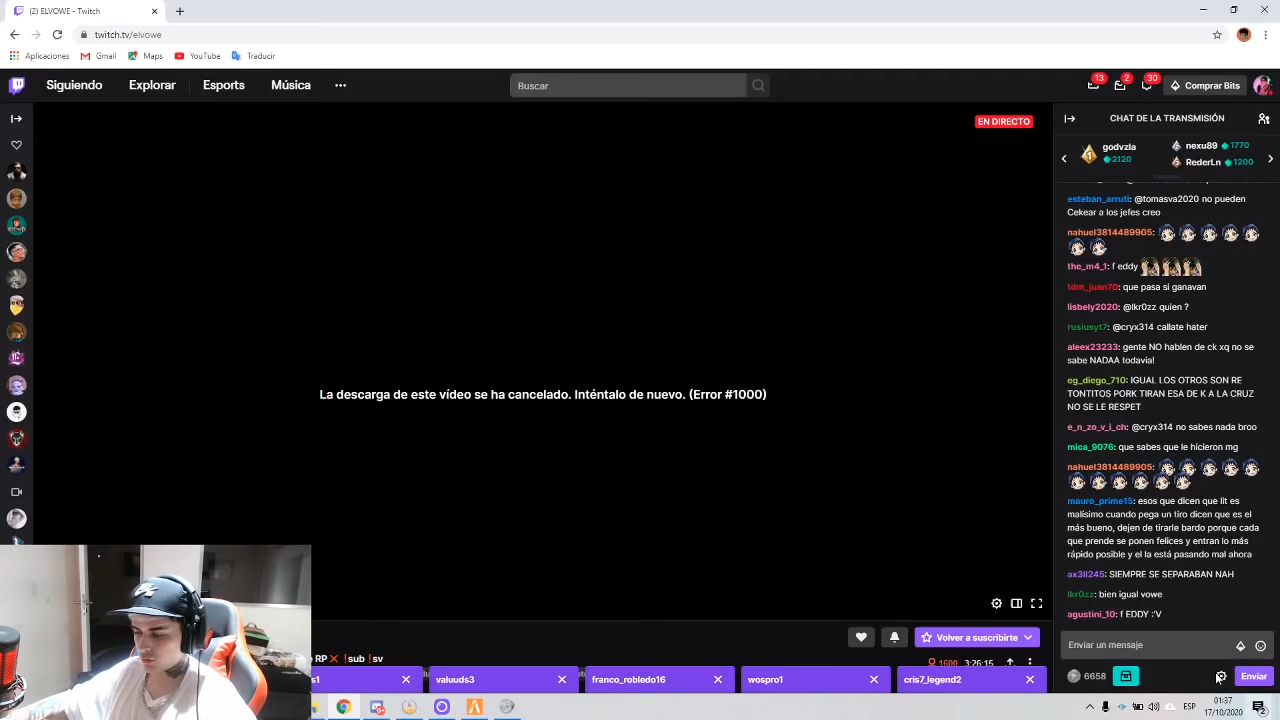 (2) ELVOWE - Twitch
twitch.tv/elvowe
Aplicaciones Gmail Maps YouTube Traducir
Siguiendo Explorar Esports Música
Buscar
13 2 30 Comprar Bits
EN DIRECTO
La descarga de este vídeo se ha cancelado. Inténtalo de nuevo. (Error #1000)
RP !sub !sv
Volver a suscribirte
1600 3:26:15
s1 valuuds3 franco_robledo16 wospro1 cris7_legend2
CHAT DE LA TRANSMISIÓN
1 godvzla 2120
nexu89 1770
RederLn 1200
esteban_arruti: @tomasva2020 no pueden
Cekear a los jefes creo
nahuel3814489905:
the_m4_1: f eddy
tdm_juan70: que pasa si ganavan
lisbely2020: @lkr0zz quien ?
rusiusyt7: @cryx314 callate hater
aleex23233: gente NO hablen de ck xq no se
sabe NADAA todavia!
eg_diego_710: IGUAL LOS OTROS SON RE
TONTITOS PORK TIRAN ESA DE K A LA CRUZ
NO SE LE RESPET
e_n_zo_v_i_ch: @cryx314 no sabes nada broo
mica_9076: que sabes que le hicieron mg
nahuel3814489905:
mauro_prime15: esos que dicen que lit es
malísimo cuando pega un tiro dicen que es el
más bueno, dejen de tirarle bardo porque cada
que prende se ponen felices y entran lo más
rápido posible y el la está pasando mal ahora
ax3ll245: SIEMPRE SE SEPARABAN NAH
lkr0zz: bien igual vowe
agustini_10: f EDDY :'V
Enviar un mensaje
6658 Enviar
ESP
01:37
17/10/2020
2